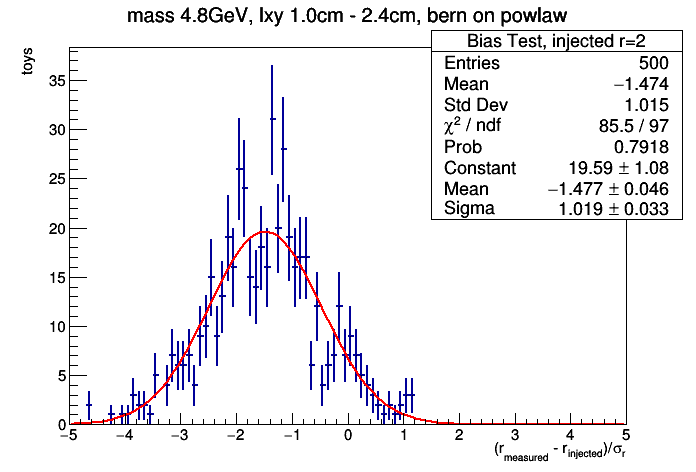 mass 4.8GeV, lxy 1.0cm - 2.4cm, bern on powlaw
Bias Test, injected r=2
Entries 500
Mean −1.474
Std Dev 1.015
χ² / ndf 85.5 / 97
Prob 0.7918
Constant 19.59 ± 1.08
Mean −1.477 ± 0.046
Sigma 1.019 ± 0.033
toys
35
30
25
20
15
10
5
0
−5 −4 −3 −2 −1 0 1 2 3 4 5
(r_measured - r_injected)/σ_r